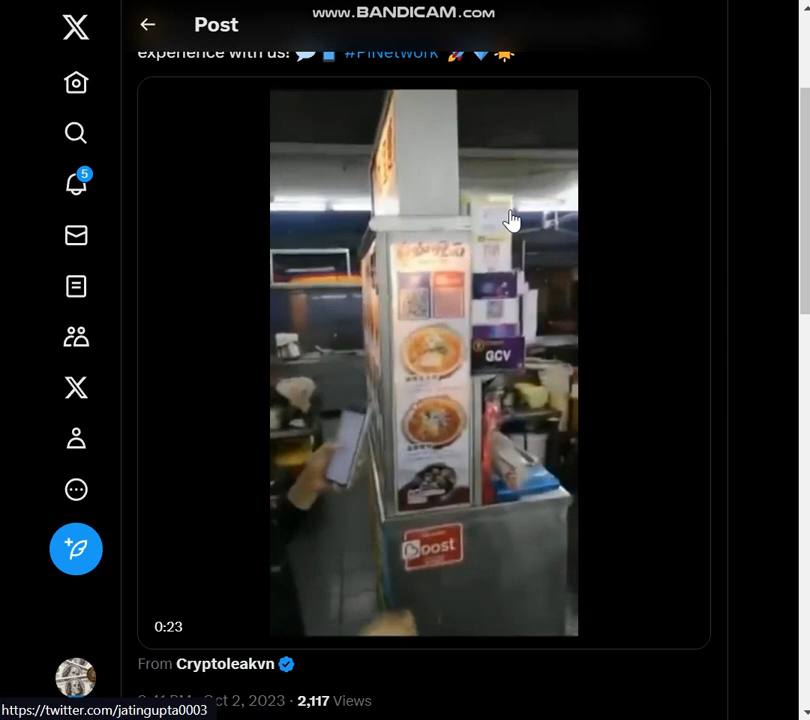 www.BANDICAM.com
Post
experience with us! 💬📱 #PiNetwork 🚀💎🌟
5
GCV
Boost
0:23
From Cryptoleakvn
Oct 2, 2023 · 2,117 Views
https://twitter.com/jatingupta0003